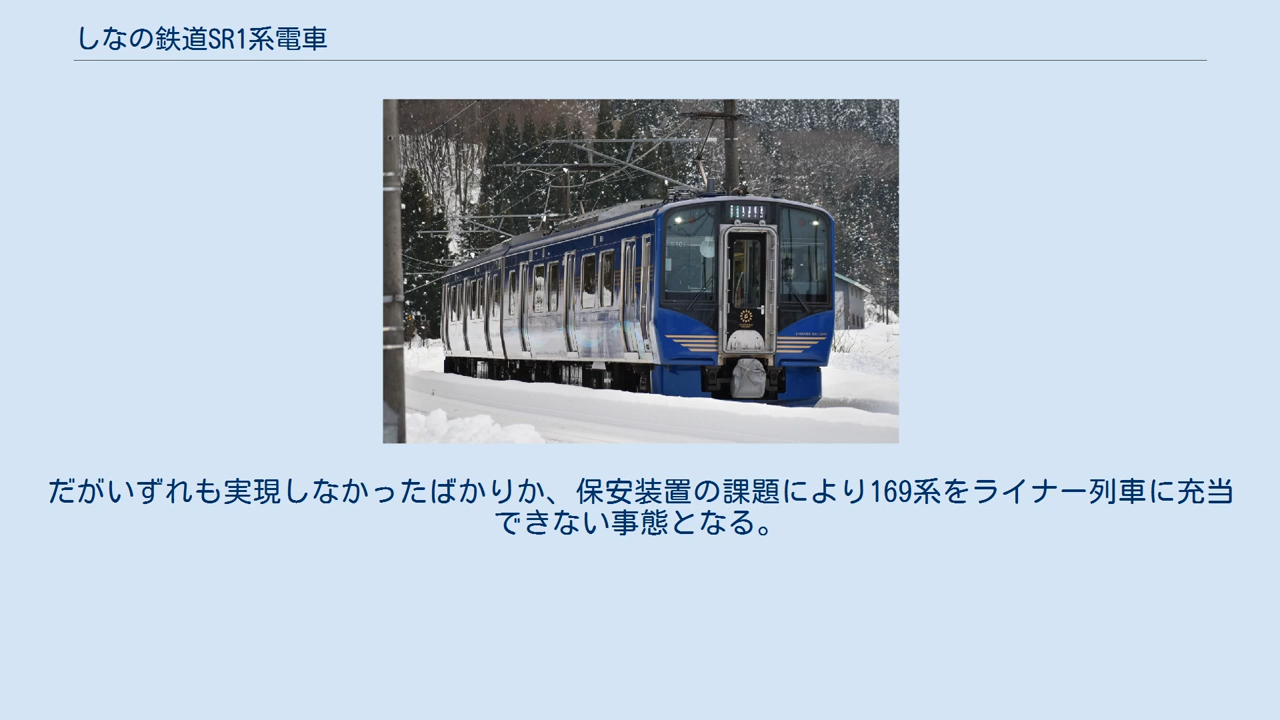 しなの鉄道SR1系電車
だがいずれも実現しなかったばかりか、保安装置の課題により169系をライナー列車に充当
できない事態となる。